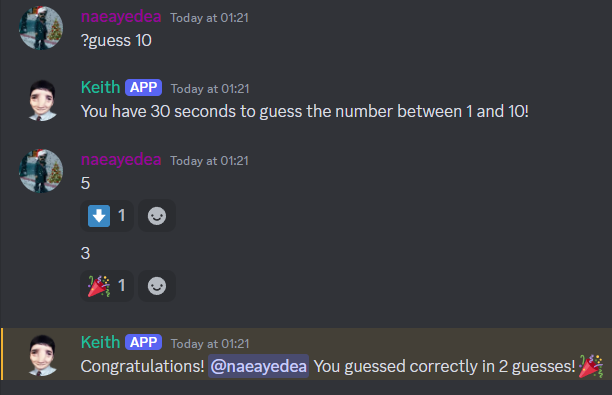 naeayedea Today at 01:21
?guess 10
Keith APP Today at 01:21
You have 30 seconds to guess the number between 1 and 10!
naeayedea Today at 01:21
5
1
3
1
Keith APP Today at 01:21
Congratulations! @naeayedea You guessed correctly in 2 guesses!